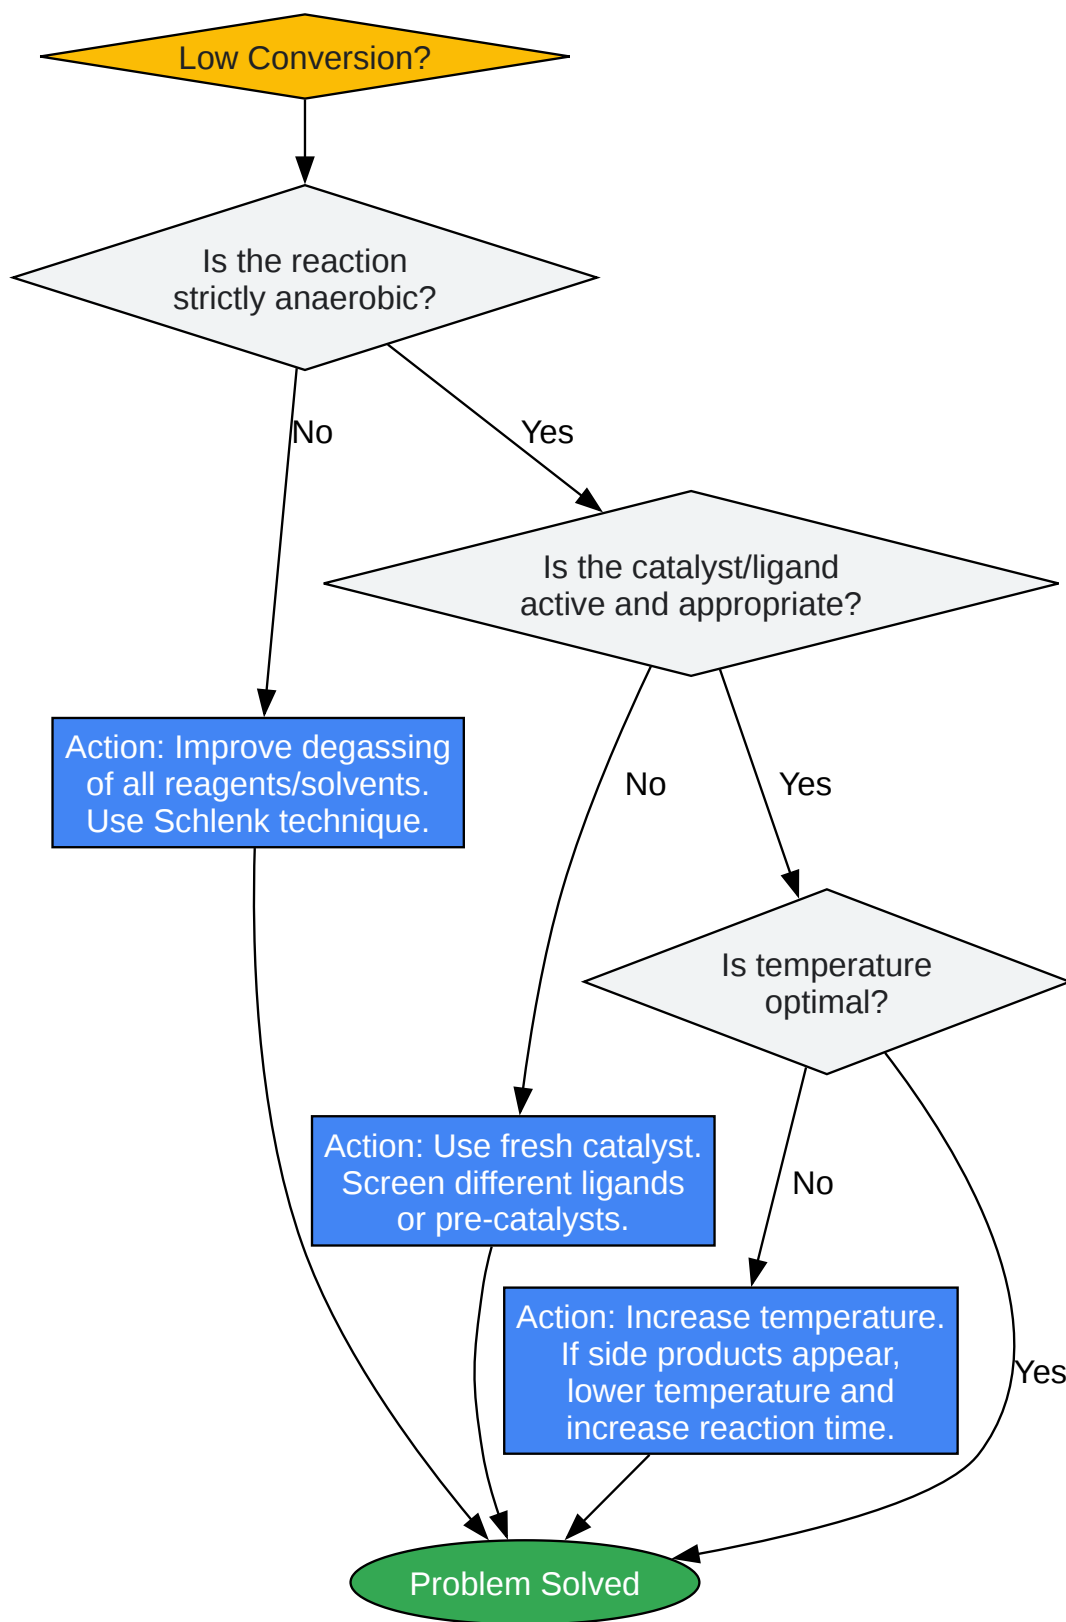 Low Conversion?
Is the reaction
strictly anaerobic?
No
Yes
Is the catalyst/ligand
active and appropriate?
Action: Improve degassing
of all reagents/solvents.
Use Schlenk technique.
No
Yes
Is temperature
optimal?
Action: Use fresh catalyst.
Screen different ligands
or pre-catalysts.
No
Action: Increase temperature.
If side products appear,
lower temperature and
increase reaction time.
Yes
Problem Solved